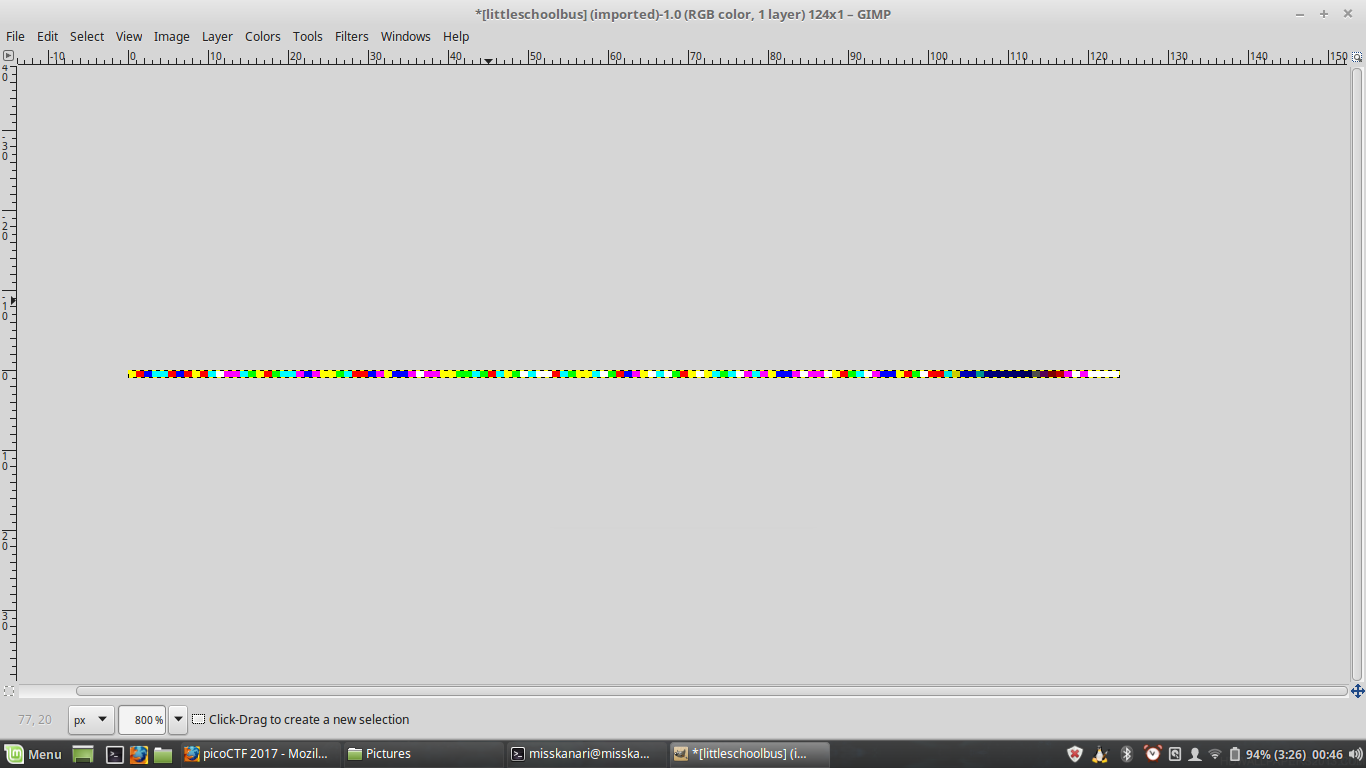 *[littleschoolbus] (imported)-1.0 (RGB color, 1 layer) 124x1 – GIMP
File Edit Select View Image Layer Colors Tools Filters Windows Help
-10 0 10 20 30 40 50 60 70 80 90 100 110 120 130 140 150
40
-30
-20
-10
0
10
20
30
77, 20 px 800 % Click-Drag to create a new selection
Menu picoCTF 2017 - Mozil... Pictures misskanari@misska... *[littleschoolbus] (i... 94% (3:26) 00:46